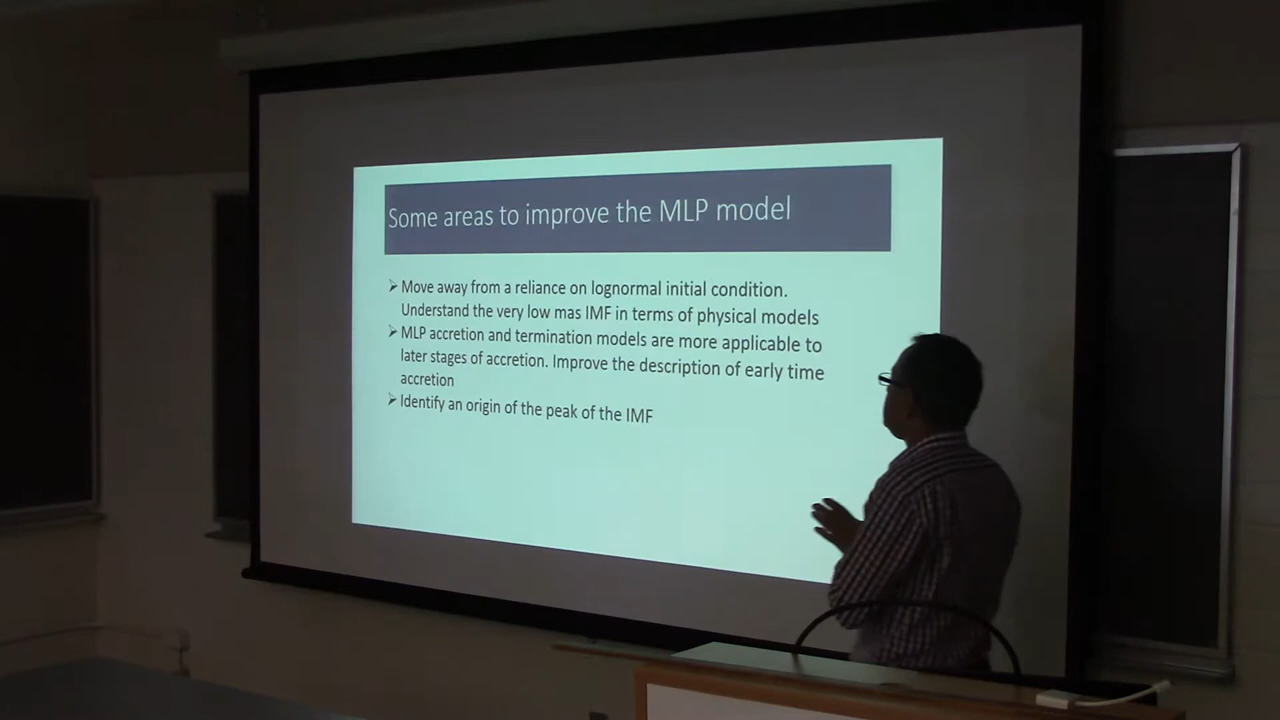 Some areas to improve the MLP model
➢ Move away from a reliance on lognormal initial condition.
Understand the very low mas IMF in terms of physical models
➢ MLP accretion and termination models are more applicable to
later stages of accretion. Improve the description of early time
accretion
➢ Identify an origin of the peak of the IMF